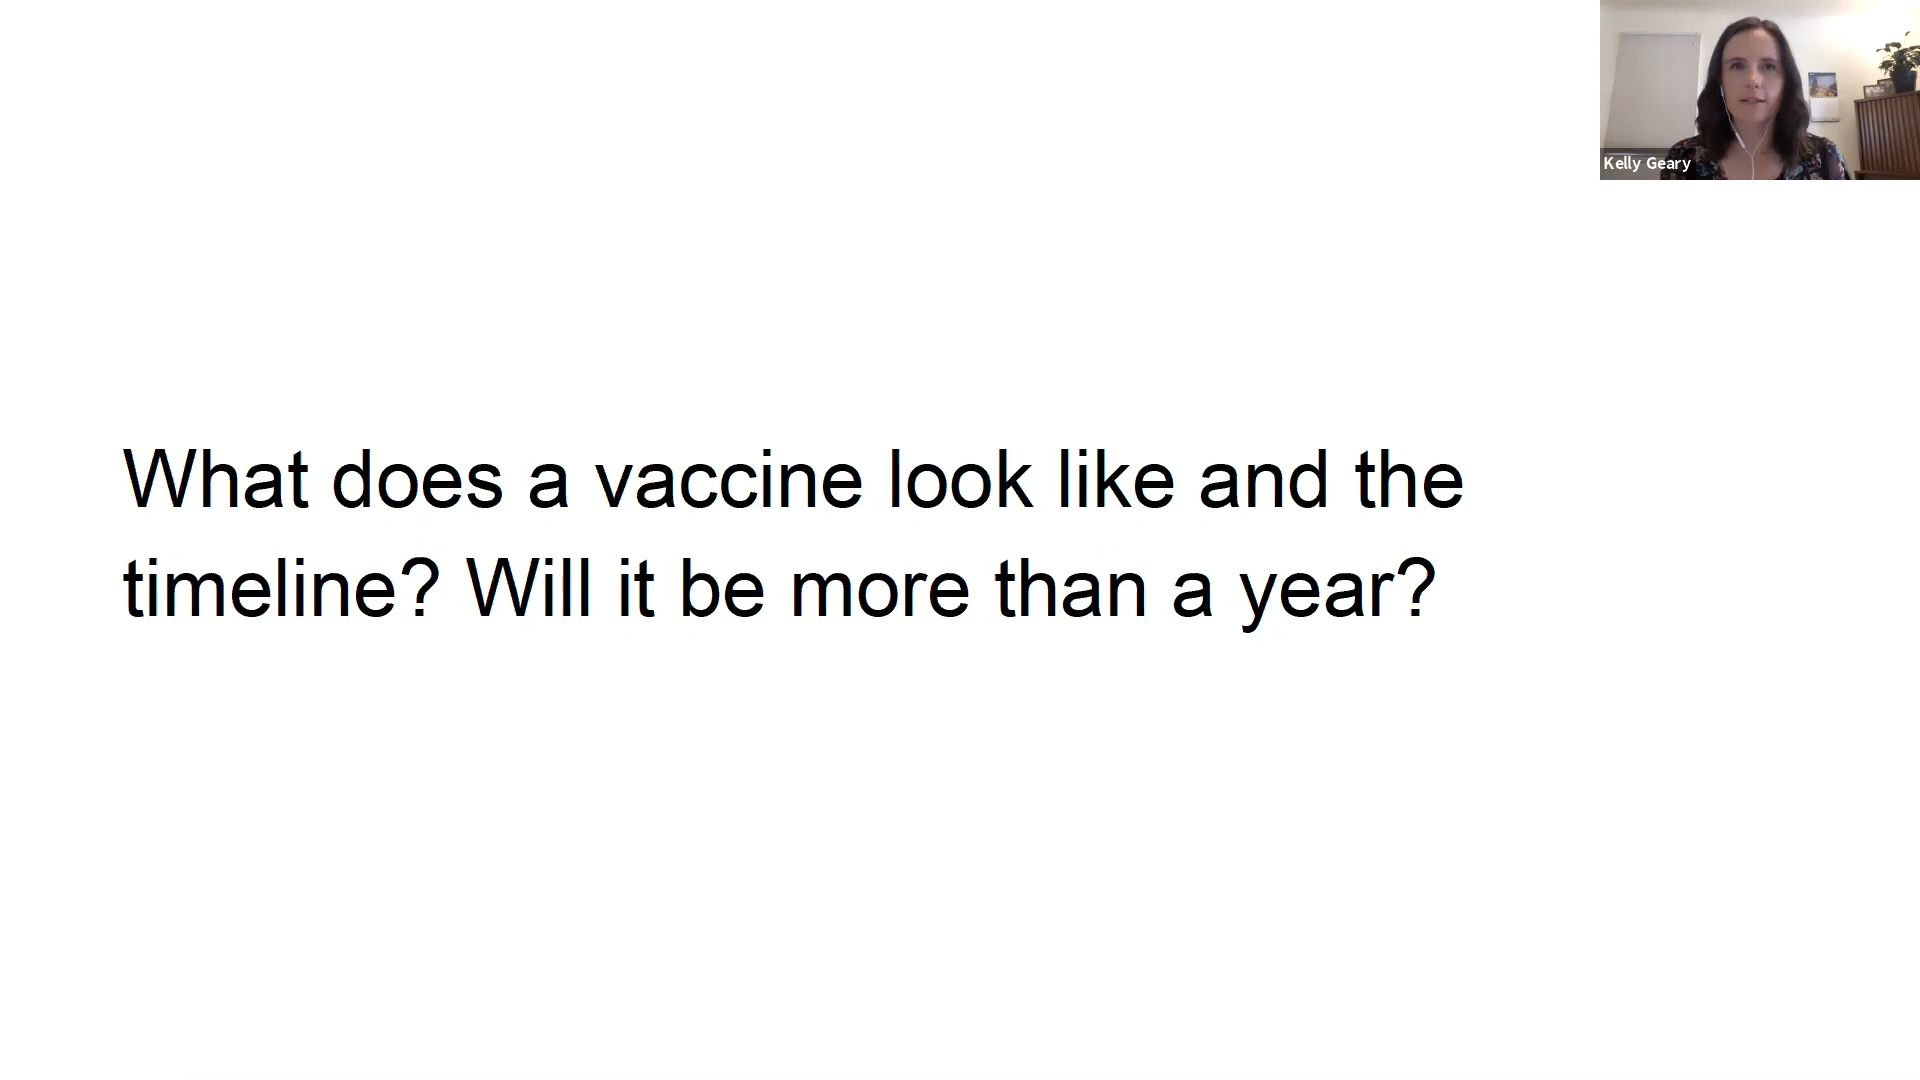 Kelly Geary
What does a vaccine look like and the
timeline? Will it be more than a year?